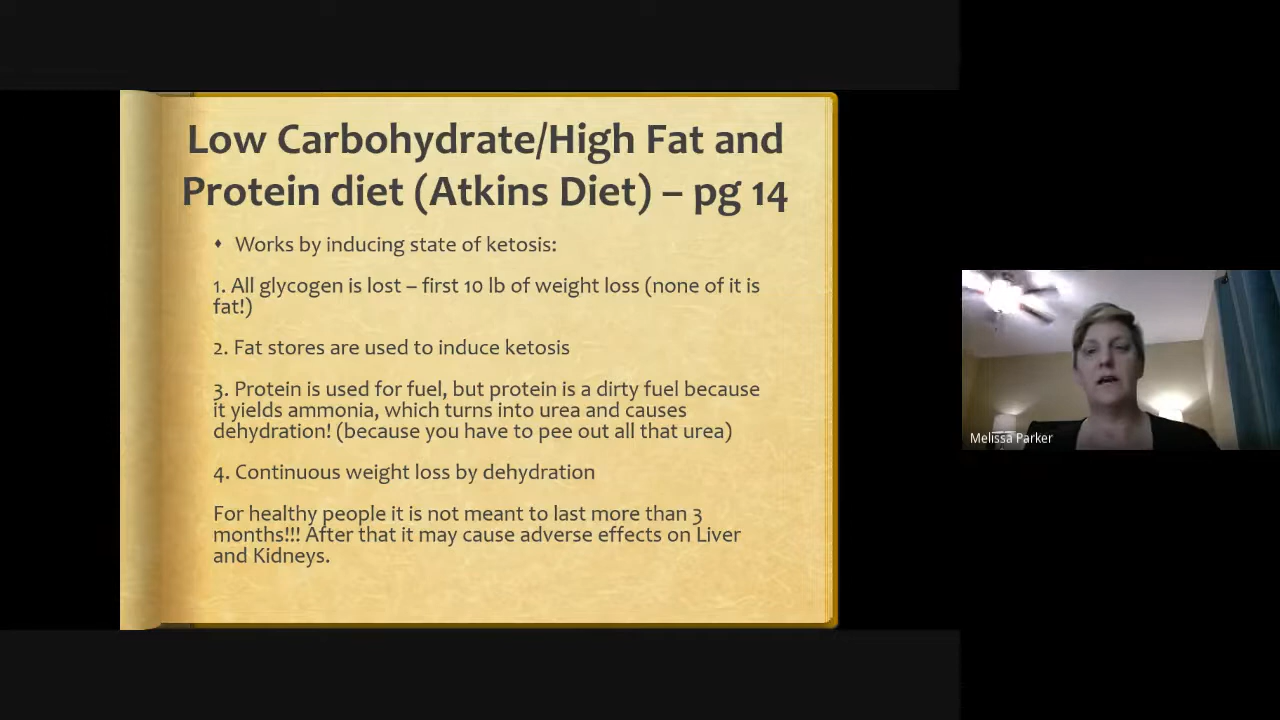 Low Carbohydrate/High Fat and
Protein diet (Atkins Diet) – pg 14
♦ Works by inducing state of ketosis:
1. All glycogen is lost – first 10 lb of weight loss (none of it is
fat!)
2. Fat stores are used to induce ketosis
3. Protein is used for fuel, but protein is a dirty fuel because
it yields ammonia, which turns into urea and causes
dehydration! (because you have to pee out all that urea)
4. Continuous weight loss by dehydration
For healthy people it is not meant to last more than 3
months!!! After that it may cause adverse effects on Liver
and Kidneys.
Melissa Parker